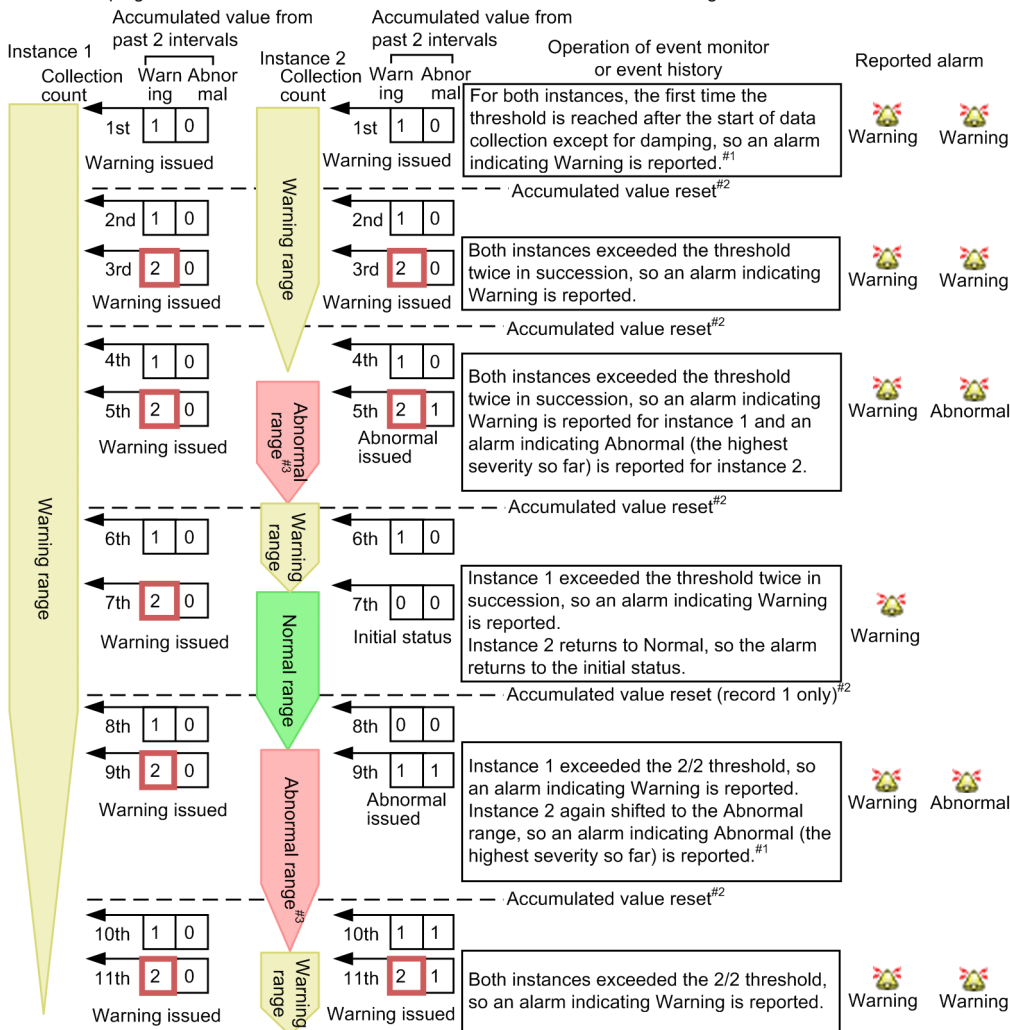 Accumulated value from
past 2 intervals
Accumulated value from
past 2 intervals
Instance 1
Collection
count
Warn
ing
Abnor
mal
Instance 2
Collection
count
Warn
ing
Abnor
mal
Operation of event monitor
or event history
Reported alarm
1st 1 0
Warning issued
1st 1 0
Warning issued
For both instances, the first time the
threshold is reached after the start of data
collection except for damping, so an alarm
indicating Warning is reported.#1
Warning Warning
Accumulated value reset#2
2nd 1 0
2nd 1 0
3rd 2 0
Warning issued
3rd 2 0
Warning issued
Both instances exceeded the threshold
twice in succession, so an alarm indicating
Warning is reported.
Warning Warning
Warning range
Accumulated value reset#2
4th 1 0
4th 1 0
5th 2 0
Warning issued
5th 2 1
Abnormal
issued
Abnormal
range#3
Both instances exceeded the threshold
twice in succession, so an alarm indicating
Warning is reported for instance 1 and an
alarm indicating Abnormal (the highest
severity so far) is reported for instance 2.
Warning Abnormal
Accumulated value reset#2
Warning range
6th 1 0
Warning
range
6th 1 0
7th 2 0
Warning issued
7th 0 0
Initial status
Normal range
Instance 1 exceeded the threshold twice in
succession, so an alarm indicating Warning
is reported.
Instance 2 returns to Normal, so the alarm
returns to the initial status.
Warning
Accumulated value reset (record 1 only)#2
8th 1 0
8th 0 0
9th 2 0
Warning issued
9th 1 1
Abnormal
issued
Abnormal range#3
Instance 1 exceeded the 2/2 threshold, so
an alarm indicating Warning is reported.
Instance 2 again shifted to the Abnormal
range, so an alarm indicating Abnormal (the
highest severity so far) is reported.#1
Warning Abnormal
Accumulated value reset#2
10th 1 0
10th 1 1
11th 2 0
Warning issued
Warning
range
11th 2 1
Warning issued
Both instances exceeded the 2/2 threshold,
so an alarm indicating Warning is reported.
Warning Warning